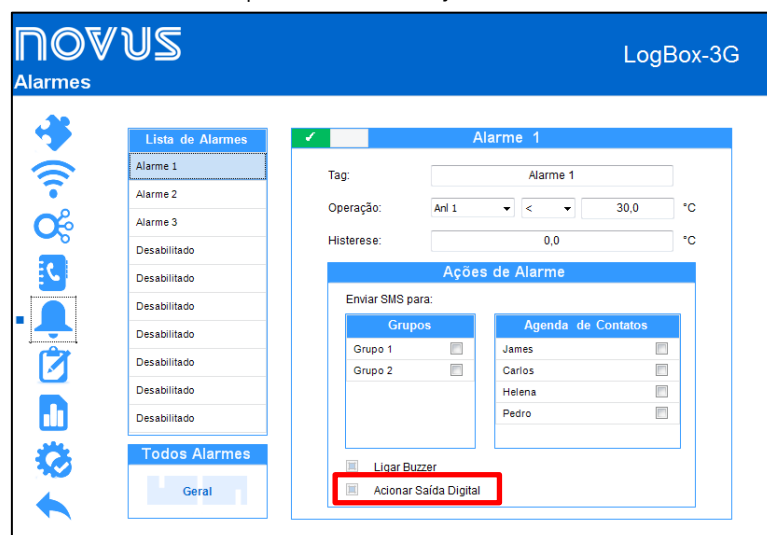 NOVUS
LogBox-3G
Alarmes
Lista de Alarmes
Alarme 1
Alarme 2
Alarme 3
Desabilitado
Desabilitado
Desabilitado
Desabilitado
Desabilitado
Desabilitado
Desabilitado
Todos Alarmes
Geral
Alarme 1
Tag: Alarme 1
Operação: Anl 1 < 30,0 °C
Histerese: 0,0 °C
Ações de Alarme
Enviar SMS para:
Grupos
Grupo 1
Grupo 2
Agenda de Contatos
James
Carlos
Helena
Pedro
Ligar Buzzer
Acionar Saída Digital